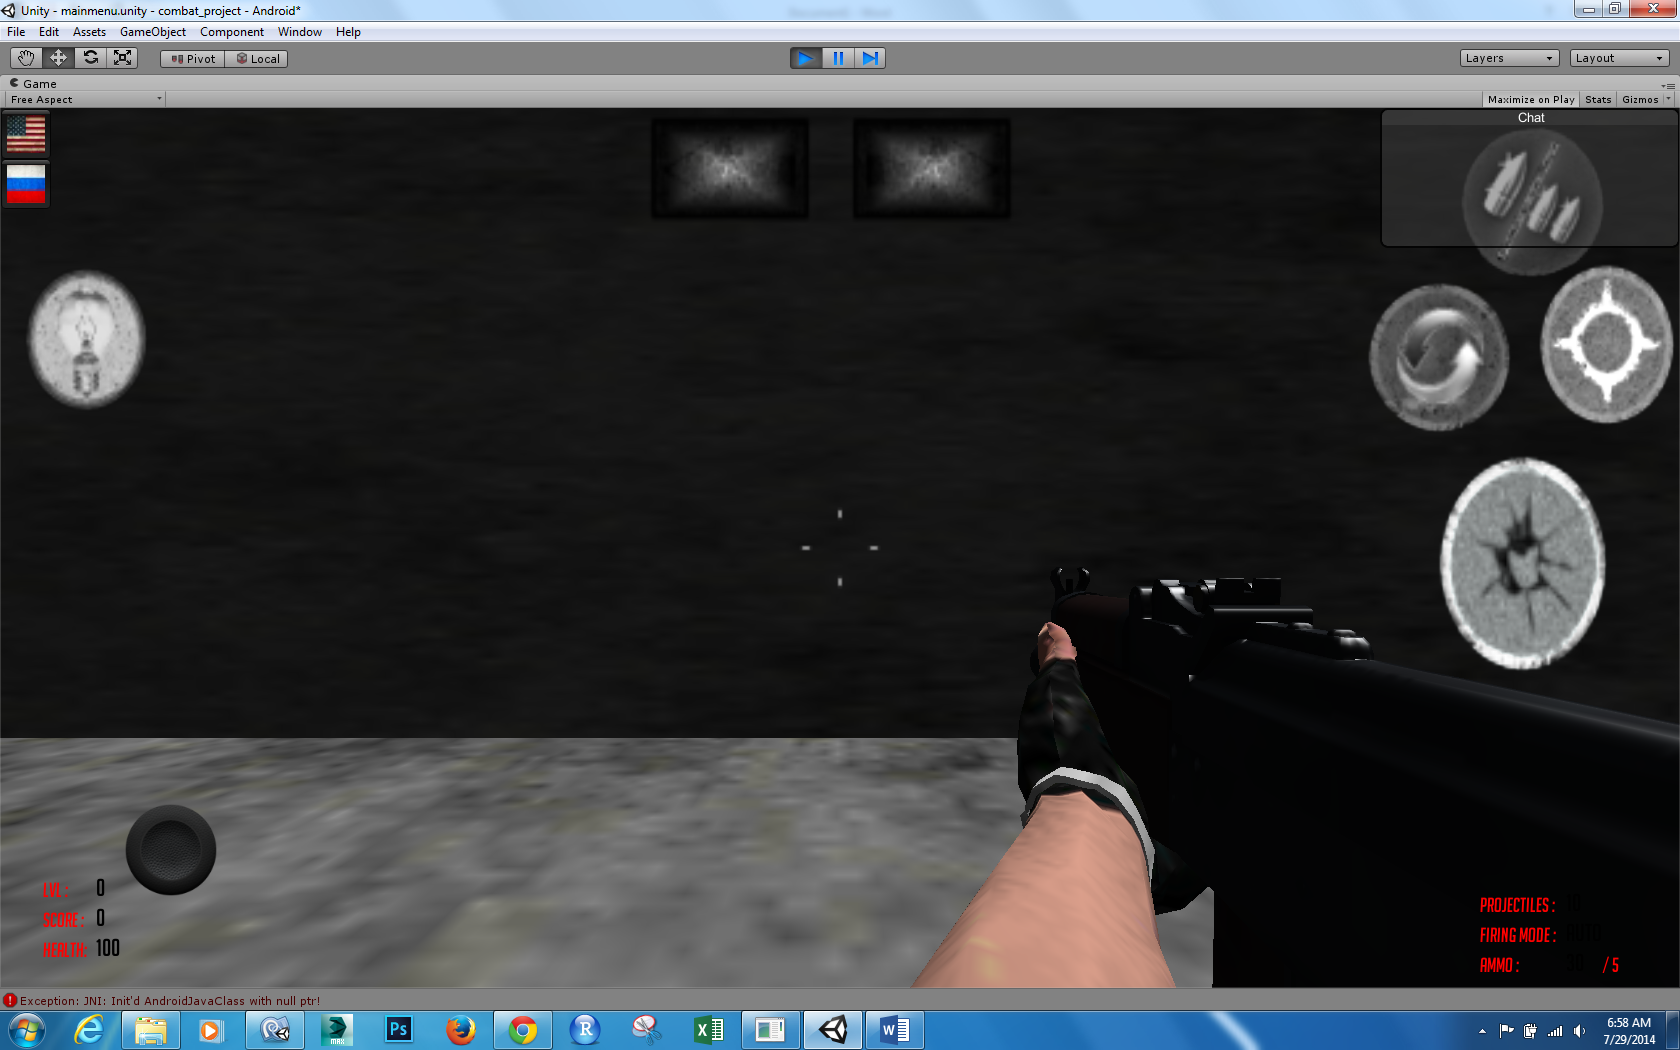 Unity - mainmenu.unity - combat_project - Android*
File Edit Assets GameObject Component Window Help
Pivot Local Layers Layout
Game
Free Aspect Maximize on Play Stats Gizmos
Chat
LVL : 0
SCORE : 0
HEALTH: 100
PROJECTILES :
FIRING MODE :
AMMO : / 5
Exception: JNI: Init'd AndroidJavaClass with null ptr!
MAX Ps R X W
6:58 AM
7/29/2014